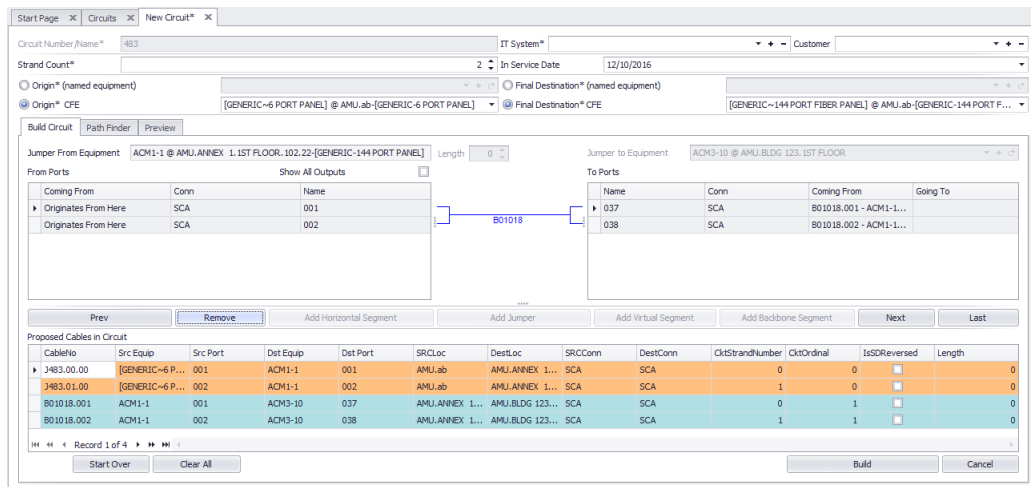 Start Page Circuits New Circuit*
Circuit Number/Name* 483 IT System* Customer
Strand Count* 2 In Service Date 12/10/2016
Origin* (named equipment) Final Destination* (named equipment)
Origin* CFE [GENERIC~6 PORT PANEL] @ AMU.ab-[GENERIC-6 PORT PANEL] Final Destination* CFE [GENERIC~144 PORT FIBER PANEL] @ AMU.ab-[GENERIC-144 PORT F...
Build Circuit Path Finder Preview
Jumper From Equipment ACM1-1 @ AMU.ANNEX 1.1ST FLOOR.102.22-[GENERIC-144 PORT PANEL] Length 0 Jumper to Equipment ACM3-10 @ AMU.BLDG 123.1ST FLOOR
From Ports Show All Outputs To Ports
Coming From Conn Name Name Conn Coming From Going To
Originates From Here SCA 001 037 SCA B01018.001 - ACM1-1...
Originates From Here SCA 002 038 SCA B01018.002 - ACM1-1...
B01018
Prev Remove Add Horizontal Segment Add Jumper Add Virtual Segment Add Backbone Segment Next Last
Proposed Cables in Circuit
CableNo Src Equip Src Port Dst Equip Dst Port SRCLoc DestLoc SRCConn DestConn CktStrandNumber CktOrdinal IsSDReversed Length
J483.00.00 [GENERIC~6 P... 001 ACM1-1 001 AMU.ab AMU.ANNEX 1... SCA SCA 0 0 0
J483.01.00 [GENERIC~6 P... 002 ACM1-1 002 AMU.ab AMU.ANNEX 1... SCA SCA 1 0 0
B01018.001 ACM1-1 001 ACM3-10 037 AMU.ANNEX 1... AMU.BLDG 123... SCA SCA 0 1 0
B01018.002 ACM1-1 002 ACM3-10 038 AMU.ANNEX 1... AMU.BLDG 123... SCA SCA 1 1 0
Record 1 of 4
Start Over Clear All Build Cancel